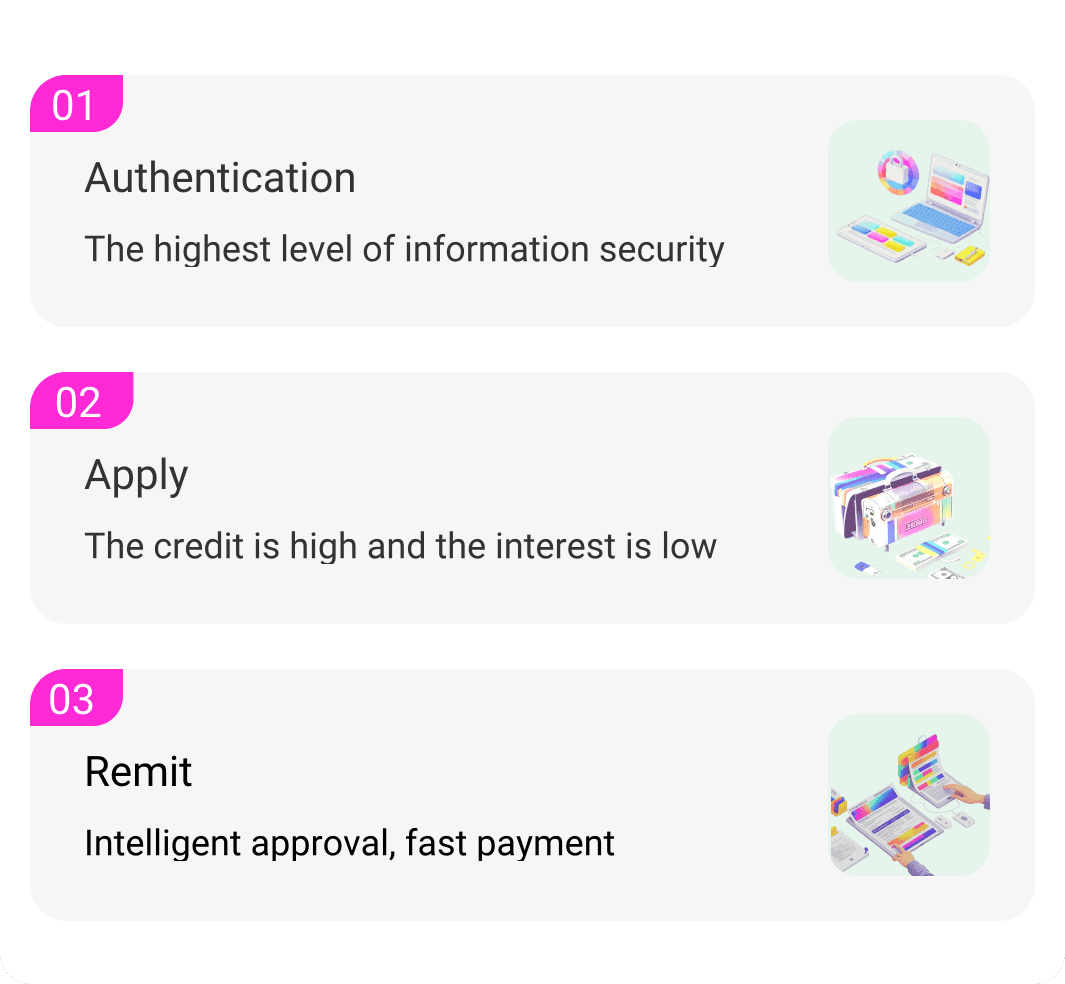 01
Authentication
The highest level of information security
02
Apply
The credit is high and the interest is low
03
Remit
Intelligent approval, fast payment